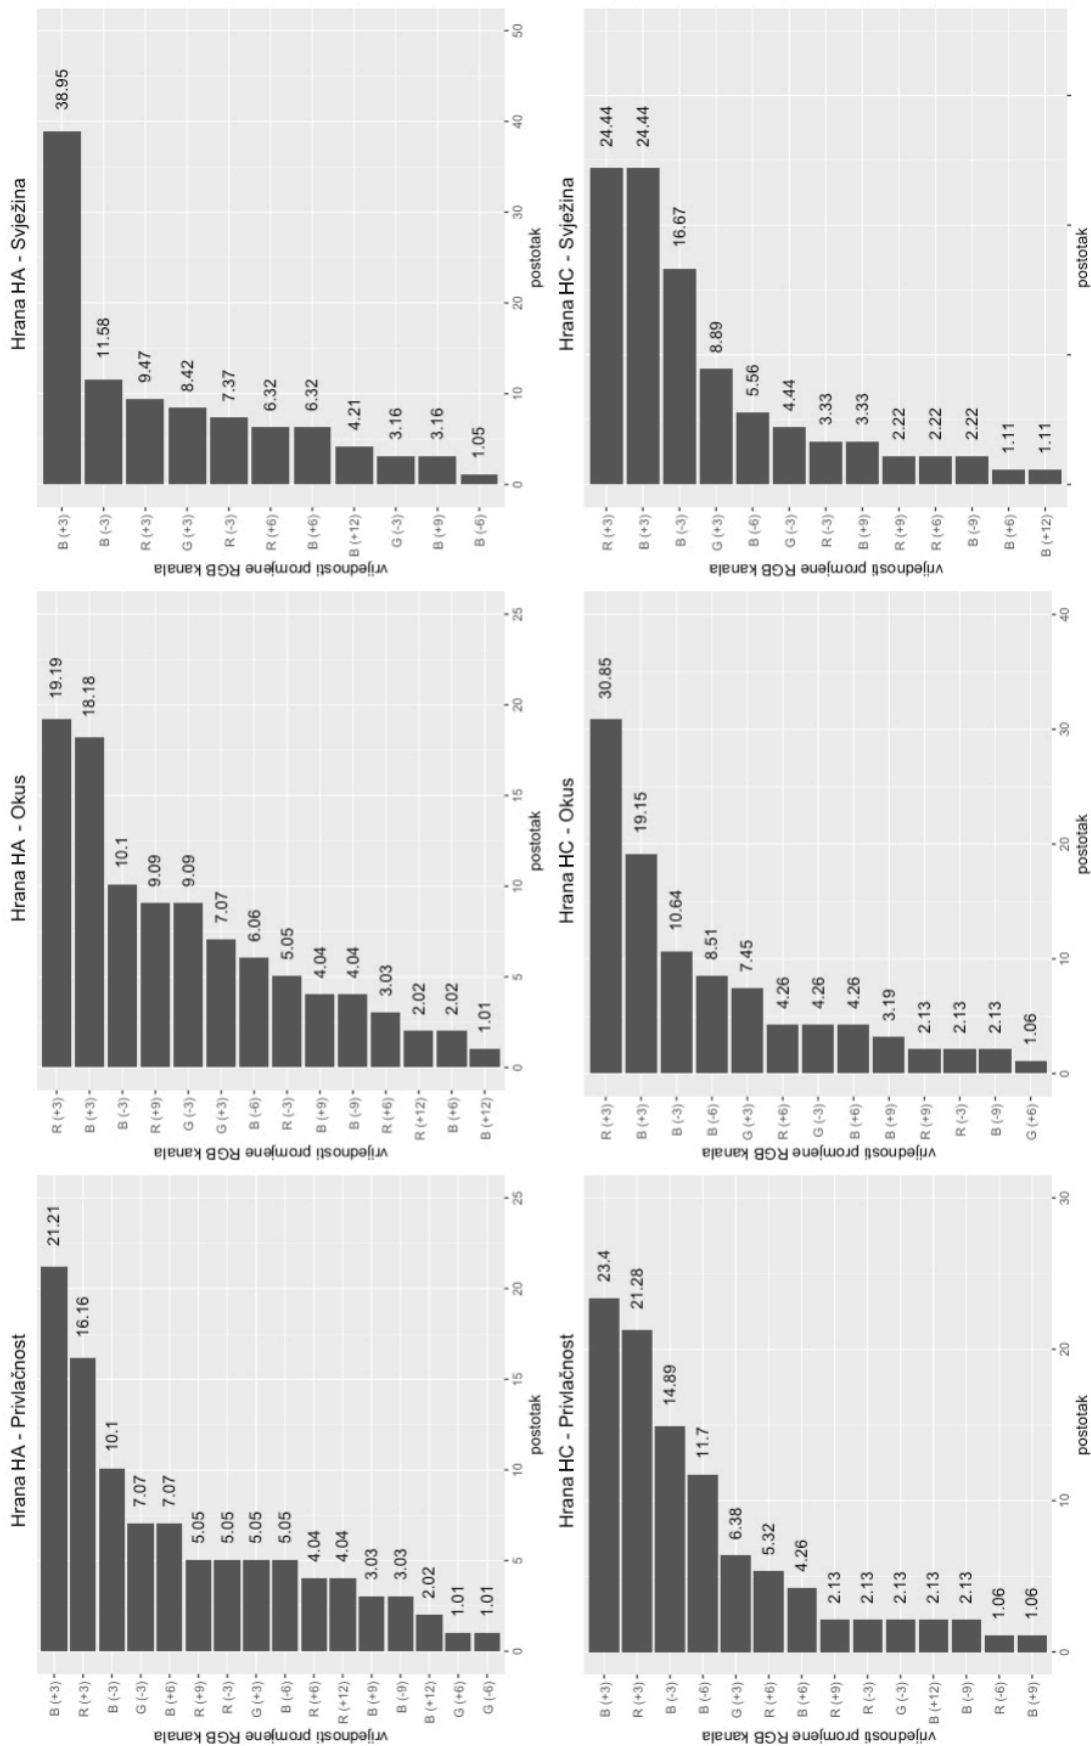 Hrana HA - Privlačnost
vrijednosti promjene RGB kanala
B (+3)
R (+3)
B (-3)
G (-3)
B (+6)
R (+9)
R (-3)
G (+3)
B (-6)
R (+6)
R (+12)
B (+9)
B (-9)
B (+12)
G (+6)
G (-6)
21.21
16.16
10.1
7.07
7.07
5.05
5.05
5.05
5.05
4.04
4.04
3.03
3.03
2.02
1.01
1.01
0 5 10 15 20 25
postotak
Hrana HA - Okus
vrijednosti promjene RGB kanala
R (+3)
B (+3)
B (-3)
R (+9)
G (-3)
G (+3)
B (-6)
R (-3)
B (+9)
B (-9)
R (+6)
R (+12)
B (+6)
B (+12)
19.19
18.18
10.1
9.09
9.09
7.07
6.06
5.05
4.04
4.04
3.03
2.02
2.02
1.01
0 5 10 15 20 25
postotak
Hrana HA - Svježina
vrijednosti promjene RGB kanala
B (+3)
B (-3)
R (+3)
G (+3)
R (-3)
R (+6)
B (+6)
B (+12)
G (-3)
B (+9)
B (-6)
38.95
11.58
9.47
8.42
7.37
6.32
6.32
4.21
3.16
3.16
1.05
0 10 20 30 40 50
postotak
Hrana HC - Privlačnost
vrijednosti promjene RGB kanala
B (+3)
R (+3)
B (-3)
B (-6)
G (+3)
R (+6)
B (+6)
R (+9)
R (-3)
G (-3)
B (+12)
B (-9)
R (-6)
B (+9)
23.4
21.28
14.89
11.7
6.38
5.32
4.26
2.13
2.13
2.13
2.13
2.13
1.06
1.06
0 10 20 30
postotak
Hrana HC - Okus
vrijednosti promjene RGB kanala
R (+3)
B (+3)
B (-3)
B (-6)
G (+3)
R (+6)
G (-3)
B (+6)
B (+9)
R (+9)
R (-3)
B (-9)
G (+6)
30.85
19.15
10.64
8.51
7.45
4.26
4.26
4.26
3.19
2.13
2.13
2.13
1.06
0 10 20 30 40
postotak
Hrana HC - Svježina
vrijednosti promjene RGB kanala
R (+3)
B (+3)
B (-3)
G (+3)
B (-6)
G (-3)
R (-3)
B (+9)
R (+9)
R (+6)
B (-9)
B (+6)
B (+12)
24.44
24.44
16.67
8.89
5.56
4.44
3.33
3.33
2.22
2.22
2.22
1.11
1.11
postotak